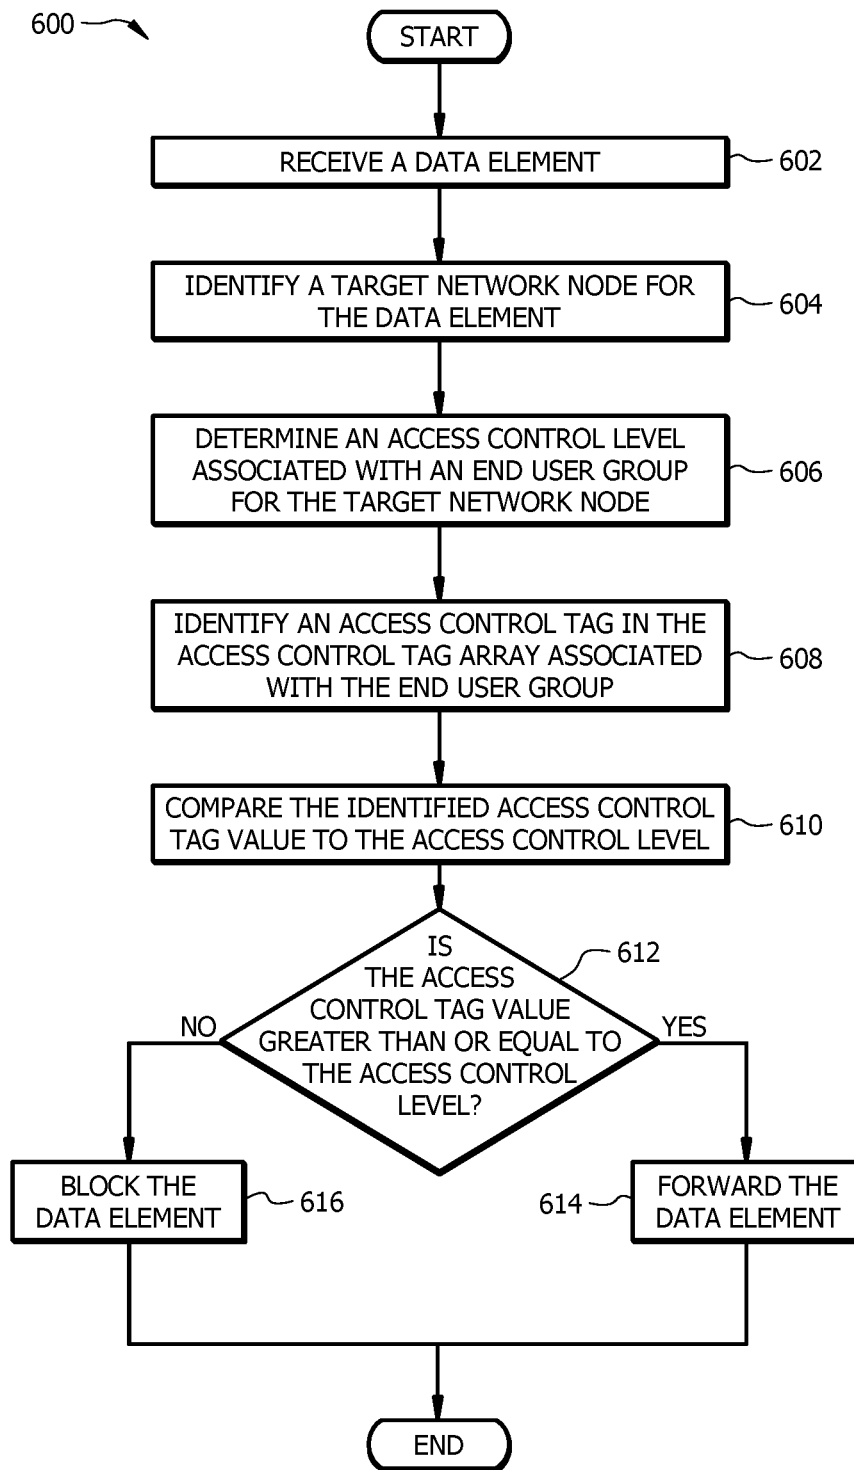 600
START
RECEIVE A DATA ELEMENT
602
IDENTIFY A TARGET NETWORK NODE FOR
THE DATA ELEMENT
604
DETERMINE AN ACCESS CONTROL LEVEL
ASSOCIATED WITH AN END USER GROUP
FOR THE TARGET NETWORK NODE
606
IDENTIFY AN ACCESS CONTROL TAG IN THE
ACCESS CONTROL TAG ARRAY ASSOCIATED
WITH THE END USER GROUP
608
COMPARE THE IDENTIFIED ACCESS CONTROL
TAG VALUE TO THE ACCESS CONTROL LEVEL
610
IS
THE ACCESS
CONTROL TAG VALUE
GREATER THAN OR EQUAL TO
THE ACCESS CONTROL
LEVEL?
612
NO
YES
BLOCK THE
DATA ELEMENT
616
614
FORWARD THE
DATA ELEMENT
END